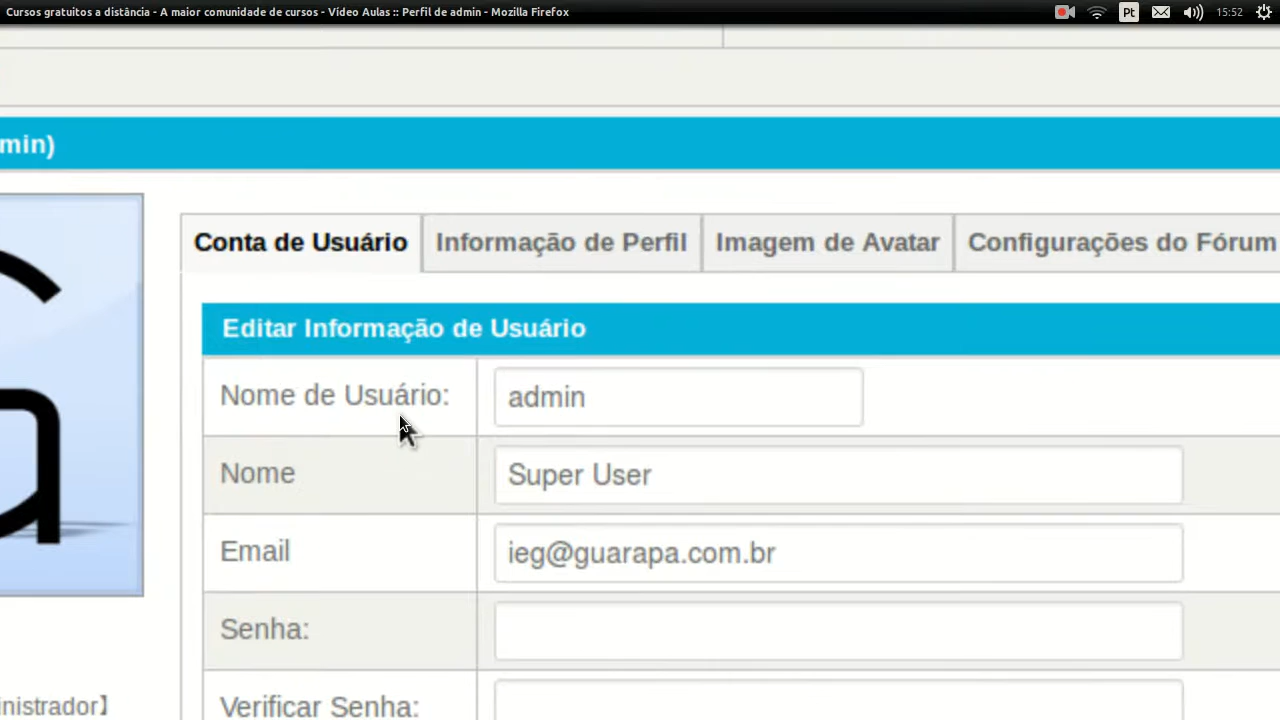 Cursos gratuitos a distância - A maior comunidade de cursos - Vídeo Aulas :: Perfil de admin - Mozilla Firefox
Pt
15:52
min)
Conta de Usuário
Informação de Perfil
Imagem de Avatar
Configurações do Fórum
Editar Informação de Usuário
Nome de Usuário: admin
Nome Super User
Email ieg@guarapa.com.br
Senha:
Verificar Senha:
inistrador】